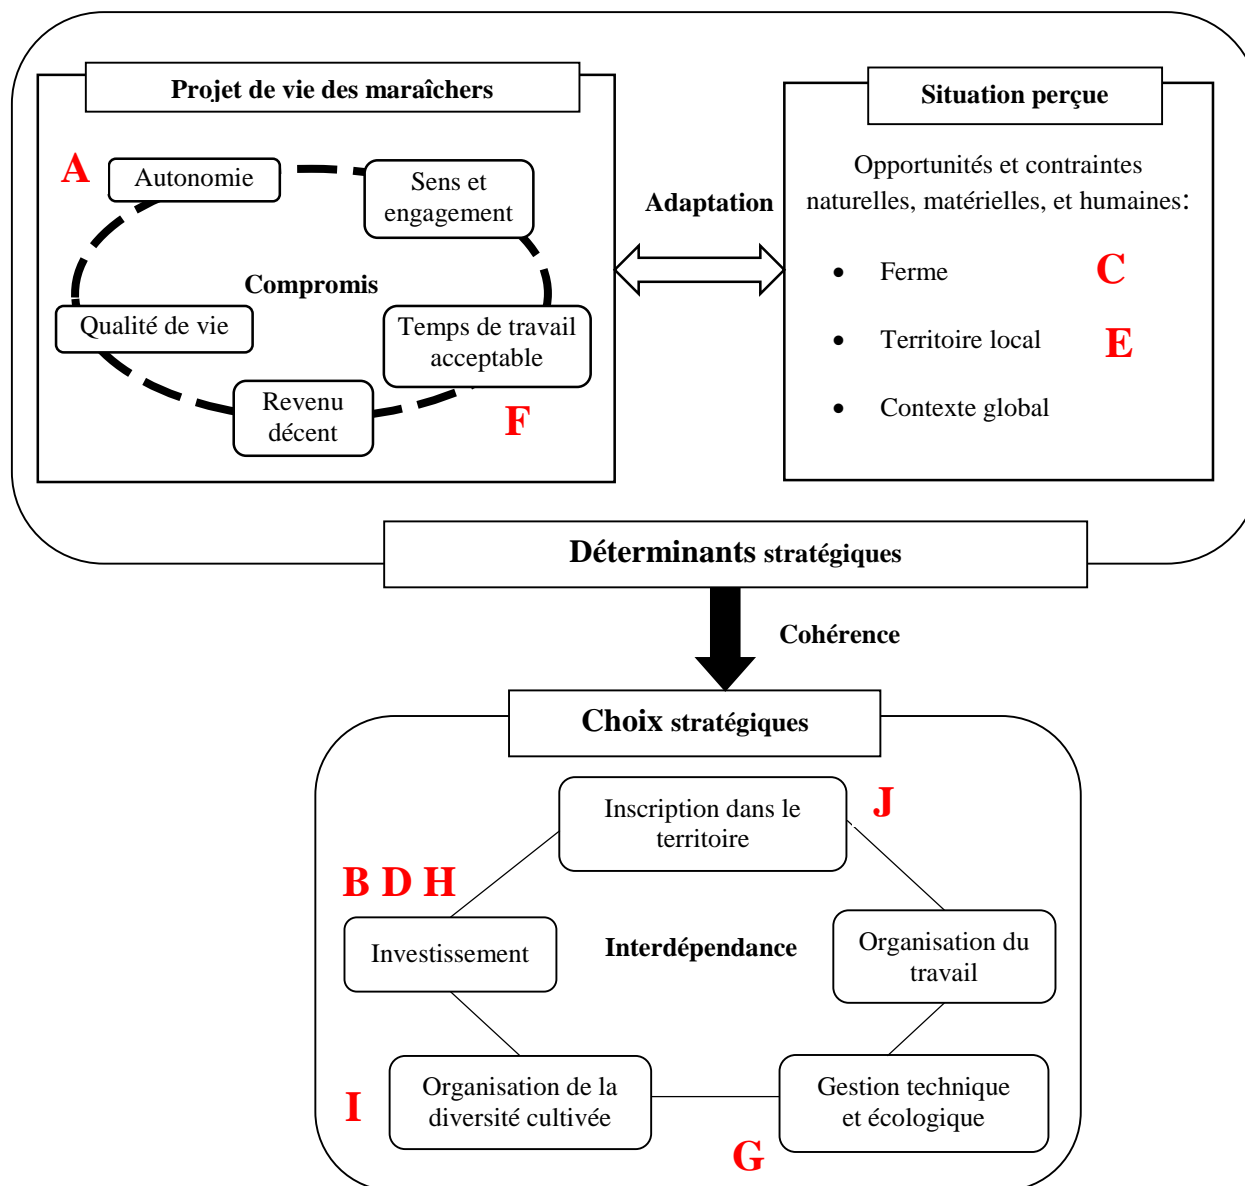 Projet de vie des maraîchers
A
Autonomie
Sens et
engagement
Compromis
Qualité de vie
Temps de travail
acceptable
Revenu
décent
F
Adaptation
Situation perçue
Opportunités et contraintes
naturelles, matérielles, et humaines:
• Ferme
C
• Territoire local
E
• Contexte global
Déterminants stratégiques
Cohérence
Choix stratégiques
Inscription dans le
territoire
J
B D H
Investissement
Interdépendance
Organisation du
travail
I
Organisation de la
diversité cultivée
Gestion technique
et écologique
G